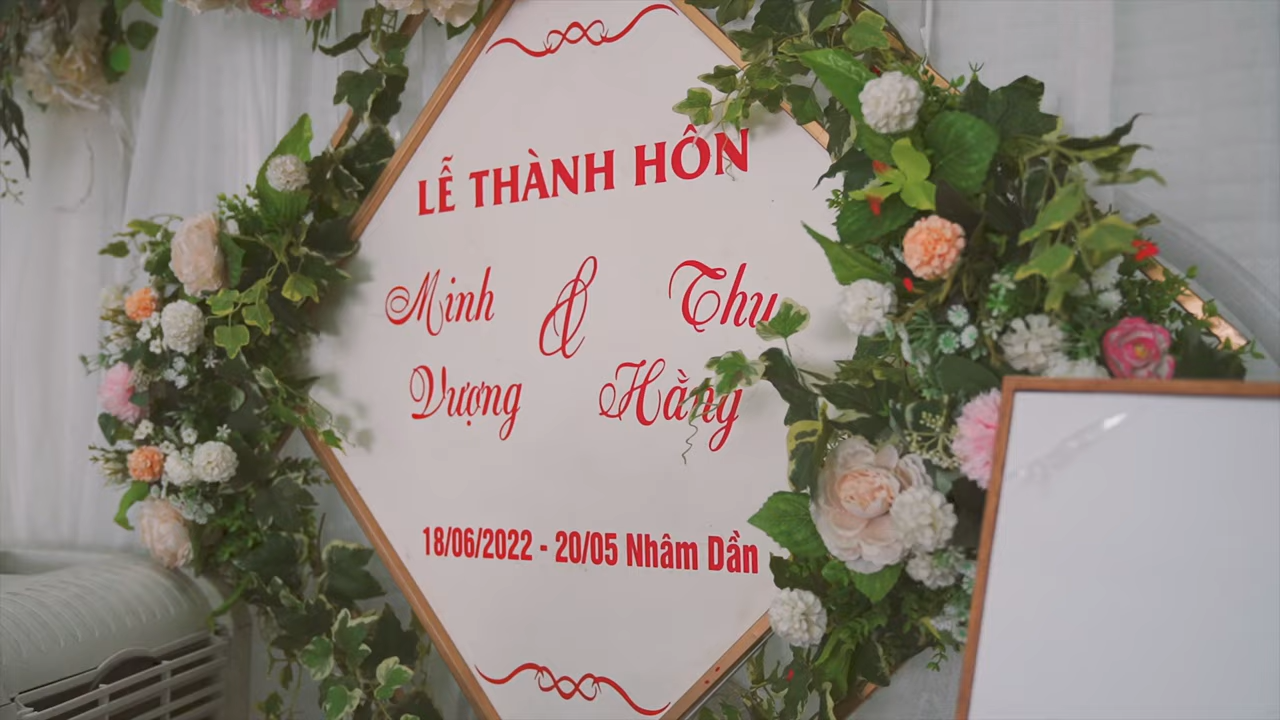 LỄ THÀNH HÔN
Minh & Thu
Vượng Hằng
18/06/2022 - 20/05 Nhâm Dần